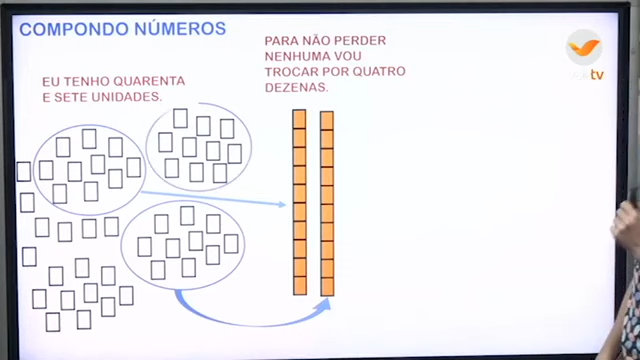 COMPONDO NÚMEROS
EU TENHO QUARENTA
E SETE UNIDADES.
PARA NÃO PERDER
NENHUMA VOU
TROCAR POR QUATRO
DEZENAS.
tv